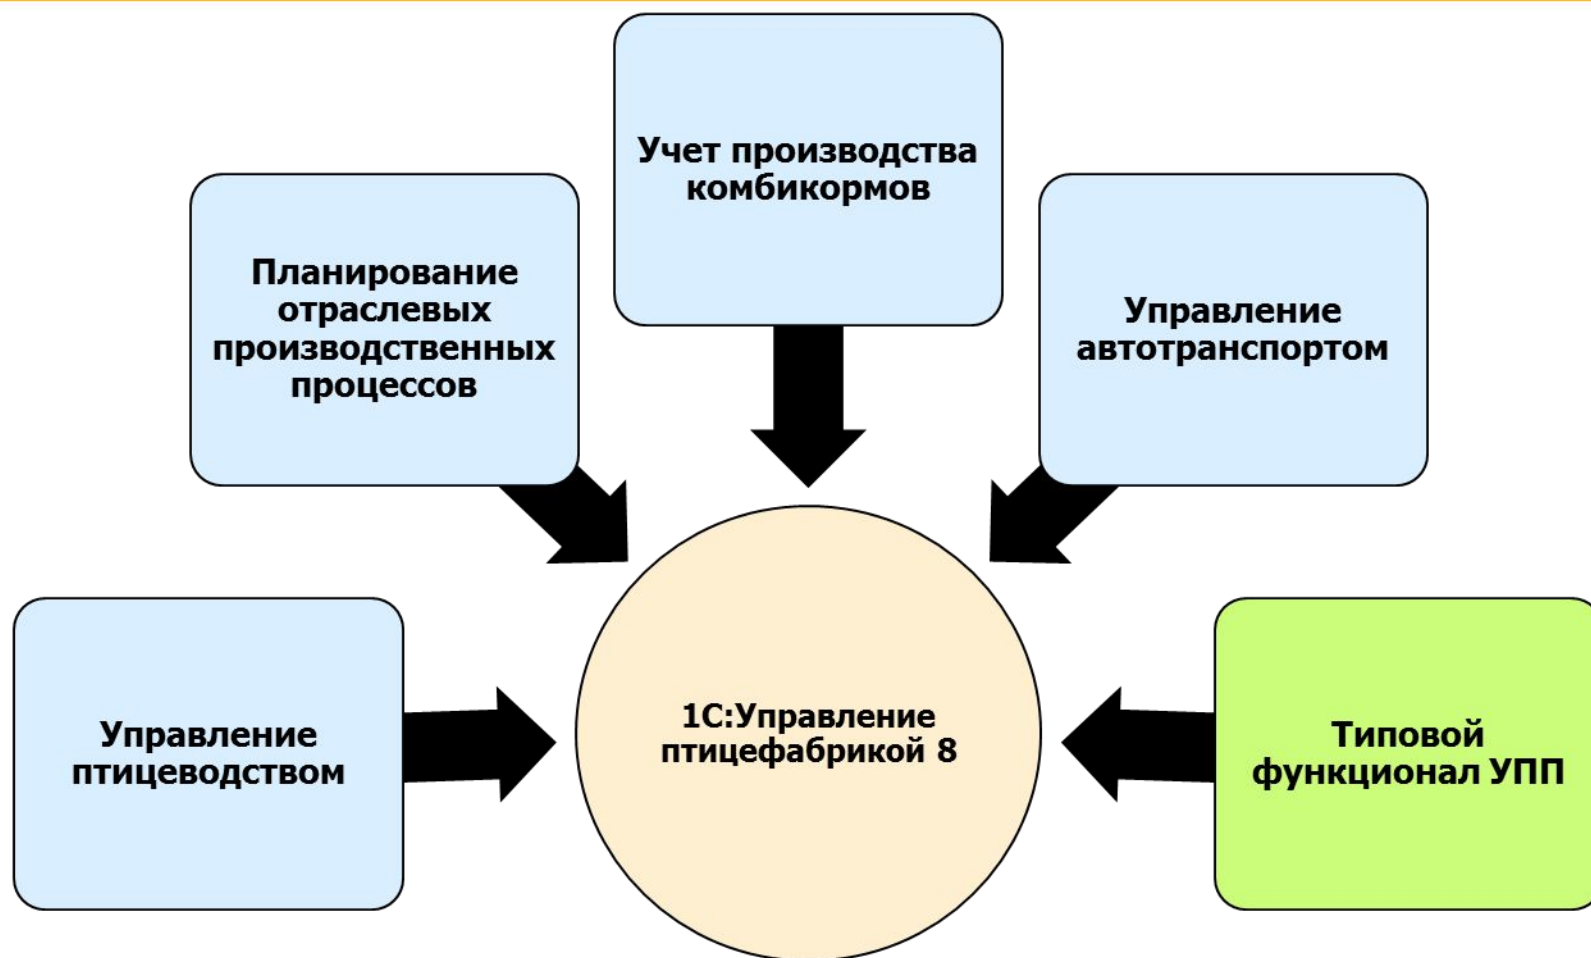 Учет производства
комбикормов
Планирование
отраслевых
производственных
процессов
Управление
автотранспортом
Управление
птицеводством
1С:Управление
птицефабрикой 8
Типовой
функционал УПП